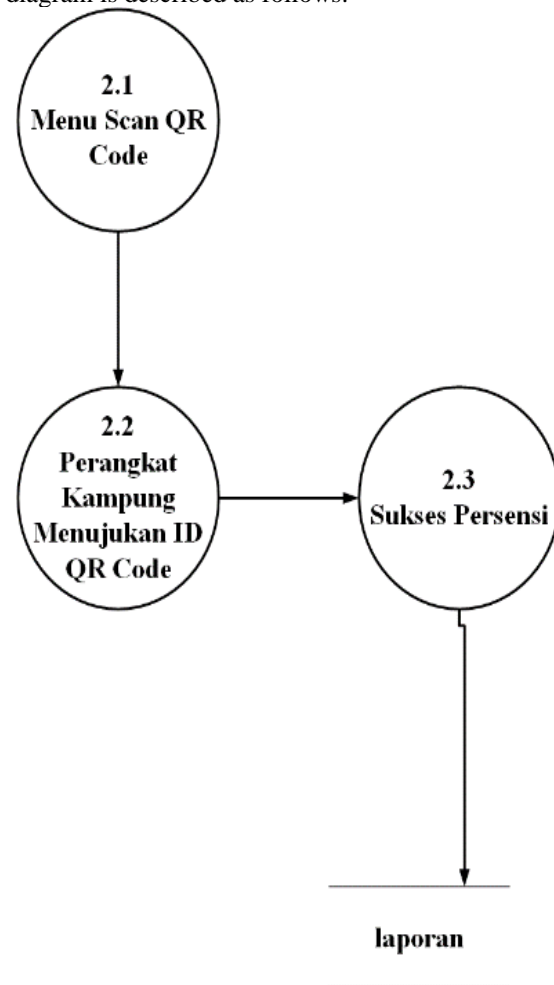 diagram is described as follows:
2.1
Menu Scan QR
Code
2.2
Perangkat
Kampung
Menujukan ID
QR Code
2.3
Sukses Persensi
laporan